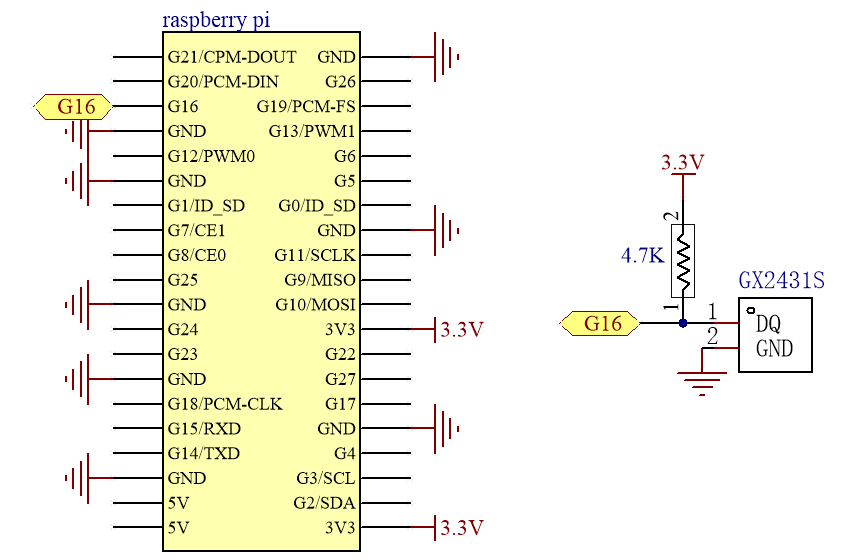 raspberry pi
G21/CPM-DOUT GND
G20/PCM-DIN G26
G16 G16 G19/PCM-FS
GND G13/PWM1
G12/PWM0 G6
GND G5
G1/ID_SD G0/ID_SD
G7/CE1 GND
G8/CE0 G11/SCLK
G25 G9/MISO
GND G10/MOSI
G24 3V3 3.3V
G23 G22
GND G27
G18/PCM-CLK G17
G15/RXD GND
G14/TXD G4
GND G3/SCL
5V G2/SDA
5V 3V3 3.3V
3.3V
2
4.7K
1
GX2431S
G16 1 DQ
2 GND